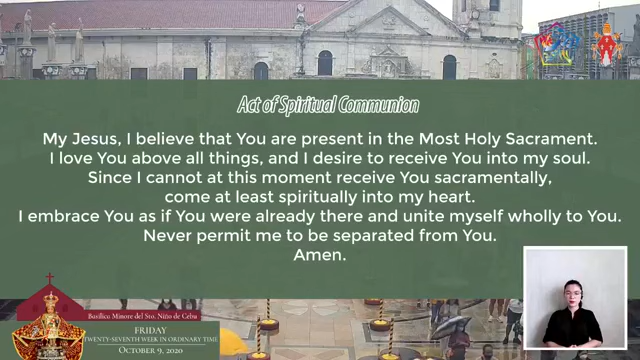 Act of Spiritual Communion
My Jesus, I believe that You are present in the Most Holy Sacrament.
I love You above all things, and I desire to receive You into my soul.
Since I cannot at this moment receive You sacramentally,
come at least spiritually into my heart.
I embrace You as if You were already there and unite myself wholly to You.
Never permit me to be separated from You.
Amen.
Basilica Minore del Sto. Niño de Cebu
FRIDAY
TWENTY-SEVENTH WEEK IN ORDINARY TIME
OCTOBER 9, 2020